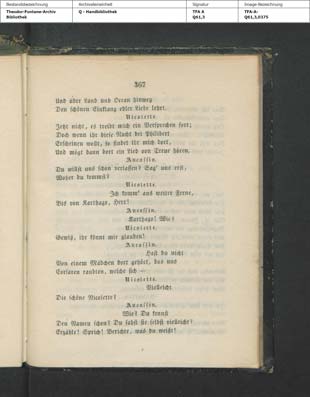 Bestandsbezeichnung
Archivaleinheit
Signatur
Image-Bezeichnung
Theodor-Fontane-Archiv
Bibliothek
Q - Handbibliothek
TFA A
Q61,3
TFA-A:
Q61,3,0375
367
Und über Land und Ocean hinweg
Den schönen Einklang edler Liebe lehrt.
Nicolette.
Jetzt nicht, es treibt mich ein Versprechen fort;
Doch wenn ihr diese Nacht bei Philibert
Erscheinen wollt, so findet ihr mich dort,
Und mögt dann dort ein Lied von Treue hören.
Aucassin.
Du willst uns schon verlassen? Sag' uns erst,
Woher du kommst?
Nicolette.
Ich komm' aus weiter Ferne,
Bis von Karthago, Herr!
Aucassin.
Karthago! Wie?
Nicolette.
Gewiß, ihr könnt mir glauben!
Aucassin.
Hast du nicht
Von einem Mädchen dort gehört, das uns
Corsaren raubten, welche sich —
Nicolette.
Vielleicht
Die schöne Nicolette?
Aucassin.
Wie? Du kennst
Den Namen schon? Du sahst sie selbst vielleicht?
Erzähle! Sprich! Berichte, was du weißt!